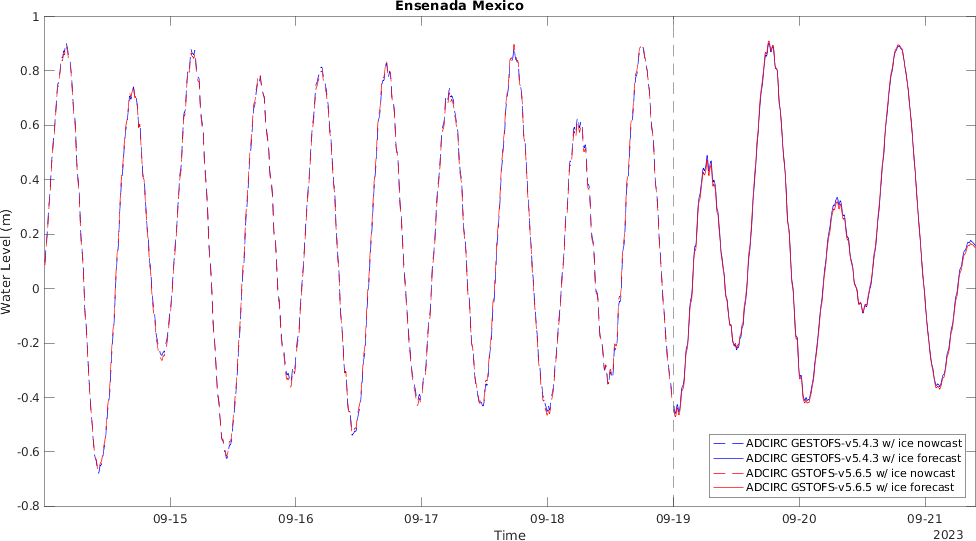 Ensenada Mexico
1
0.8
0.6
0.4
0.2
0
-0.2
-0.4
-0.6
-0.8
Water Level (m)
09-15 09-16 09-17 09-18 09-19 09-20 09-21
Time
2023
ADCIRC GESTOFS-v5.4.3 w/ ice nowcast
ADCIRC GESTOFS-v5.4.3 w/ ice forecast
ADCIRC GSTOFS-v5.6.5 w/ ice nowcast
ADCIRC GSTOFS-v5.6.5 w/ ice forecast